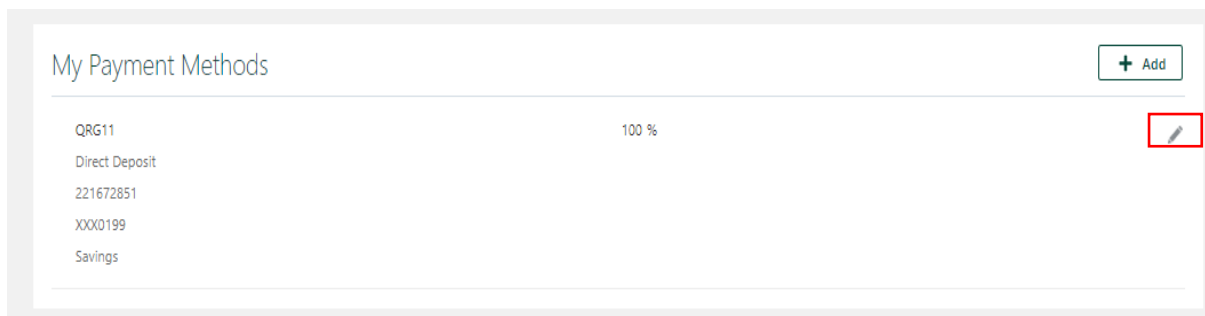 My Payment Methods
+ Add
QRG11 100 %
Direct Deposit
221672851
XXX0199
Savings